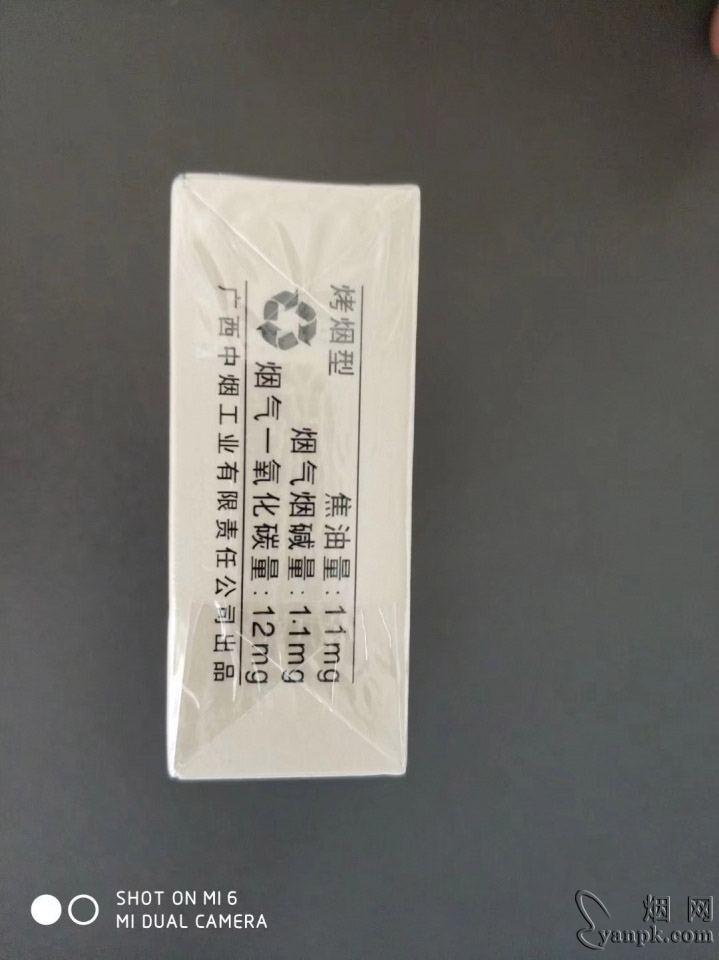 烤烟型
焦油量:11mg
烟气烟碱量:1.1mg
烟气一氧化碳量:12mg
广西中烟工业有限责任公司出品
SHOT ON MI 6
MI DUAL CAMERA
烟网
yanpk.com